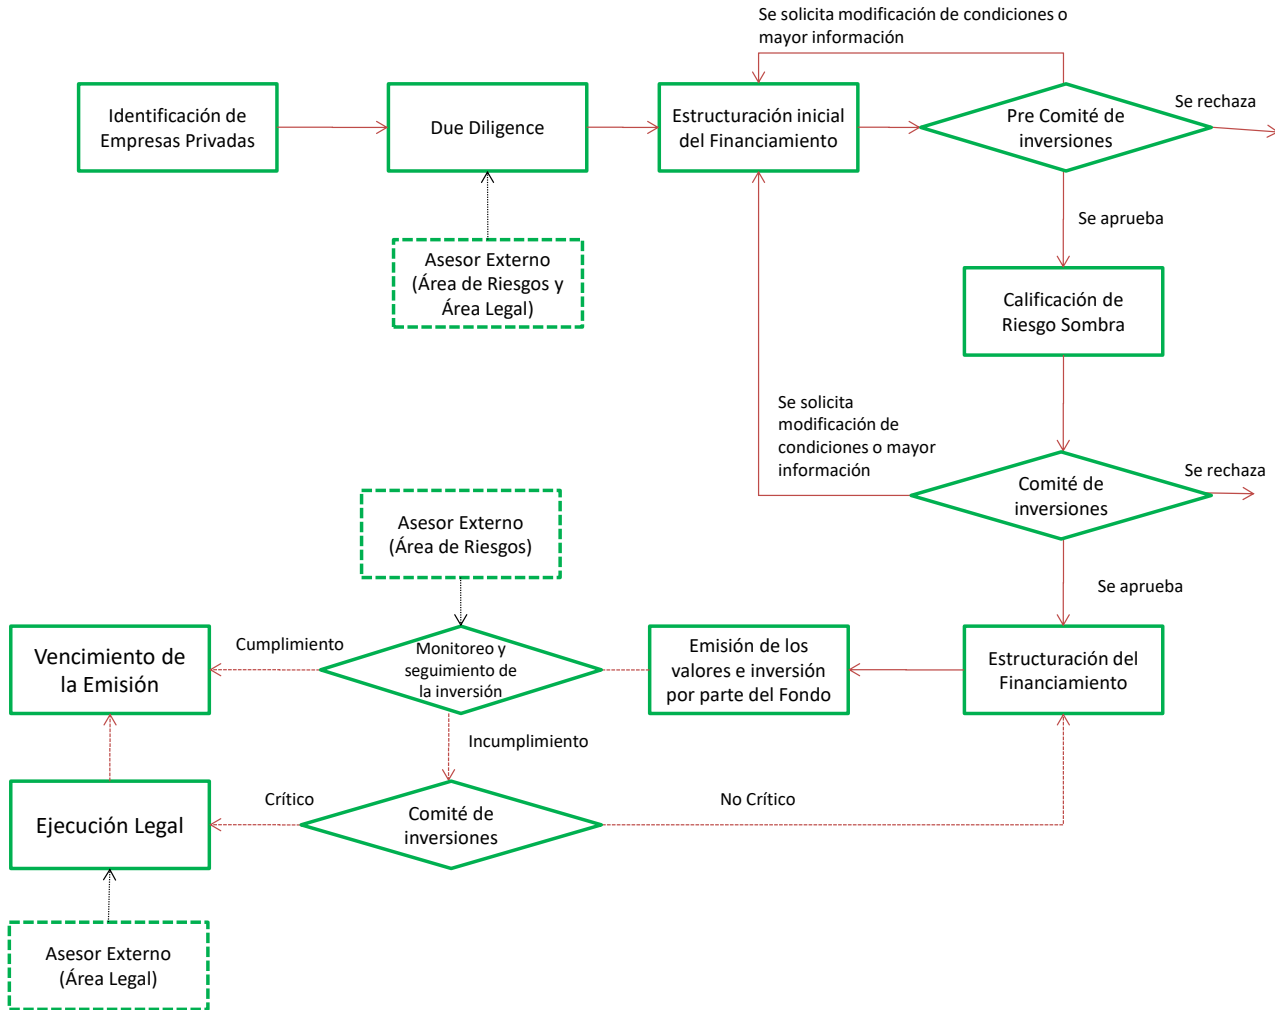 Se solicita modificación de condiciones o
mayor información
Identificación de
Empresas Privadas
Due Diligence
Estructuración inicial
del Financiamiento
Pre Comité de
inversiones
Se rechaza
Se aprueba
Asesor Externo
(Área de Riesgos y
Área Legal)
Calificación de
Riesgo Sombra
Se solicita
modificación de
condiciones o mayor
información
Comité de
inversiones
Se rechaza
Asesor Externo
(Área de Riesgos)
Se aprueba
Vencimiento de
la Emisión
Cumplimiento
Monitoreo y
seguimiento de
la inversión
Emisión de los
valores e inversión
por parte del Fondo
Estructuración del
Financiamiento
Incumplimiento
Ejecución Legal
Crítico
Comité de
inversiones
No Crítico
Asesor Externo
(Área Legal)